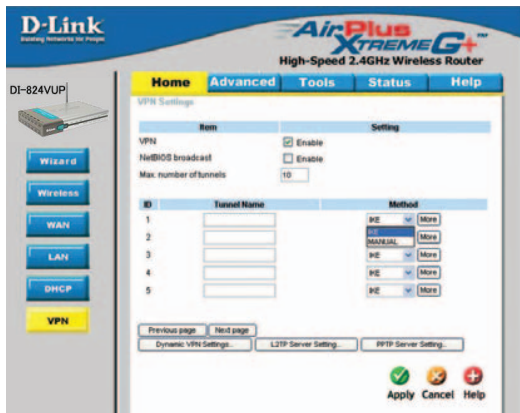 D-Link
Building Networks for People
AirPlus
XTREME G+™
High-Speed 2.4GHz Wireless Router
DI-824VUP
Home Advanced Tools Status Help
VPN Settings
Item Setting
VPN Enable
NetBIOS broadcast Enable
Max. number of tunnels 10
ID Tunnel Name Method
1 IKE More
IKE
2 MANUAL More
3 IKE More
4 IKE More
5 IKE More
Wizard
Wireless
WAN
LAN
DHCP
VPN
Previous page Next page
Dynamic VPN Settings.. L2TP Server Setting.. PPTP Server Setting..
Apply Cancel Help